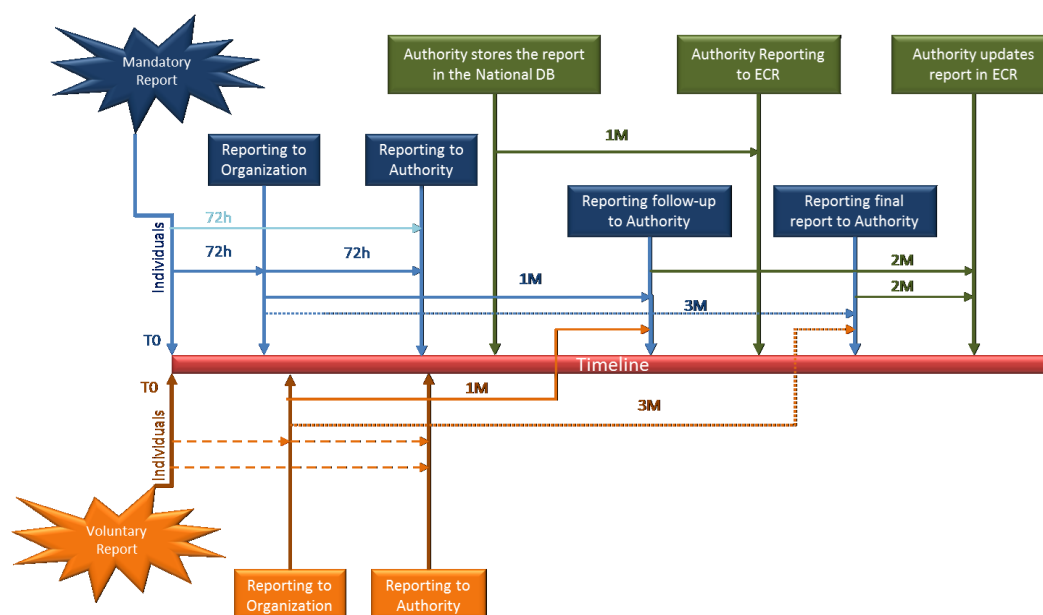 Mandatory
Report
Authority stores the report
in the National DB
Authority Reporting
to ECR
Authority updates
report in ECR
1M
Reporting to
Organization
Reporting to
Authority
Reporting follow-up
to Authority
Reporting final
report to Authority
Individuals
72h
72h
72h
2M
1M
2M
3M
T0
Timeline
T0
1M
3M
Individuals
Voluntary
Report
Reporting to
Organization
Reporting to
Authority